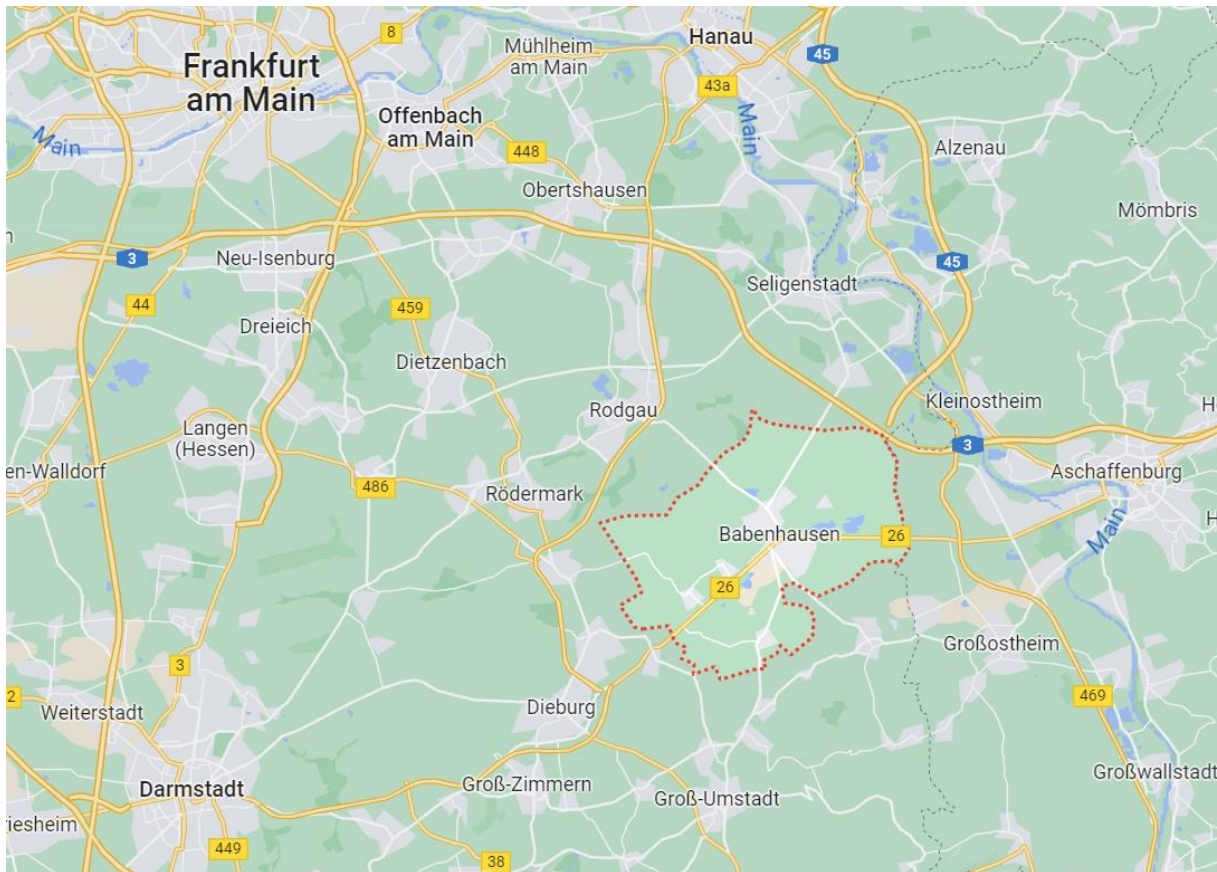 8
Mühlheim
am Main
Hanau
45
Frankfurt
am Main
43a
Offenbach
am Main
Main
Main
448
Alzenau
Obertshausen
Mömbris
n
3
Neu-Isenburg
45
Seligenstadt
44
459
Dreieich
Dietzenbach
Kleinostheim
Rodgau
Langen
(Hessen)
3
en-Walldorf
Aschaffenburg
486
Rödermark
Main
H
Babenhausen
26
26
Großostheim
3
2
469
Weiterstadt
Dieburg
Großwallstadt
Darmstadt
Groß-Zimmern
Groß-Umstadt
riesheim
449
38